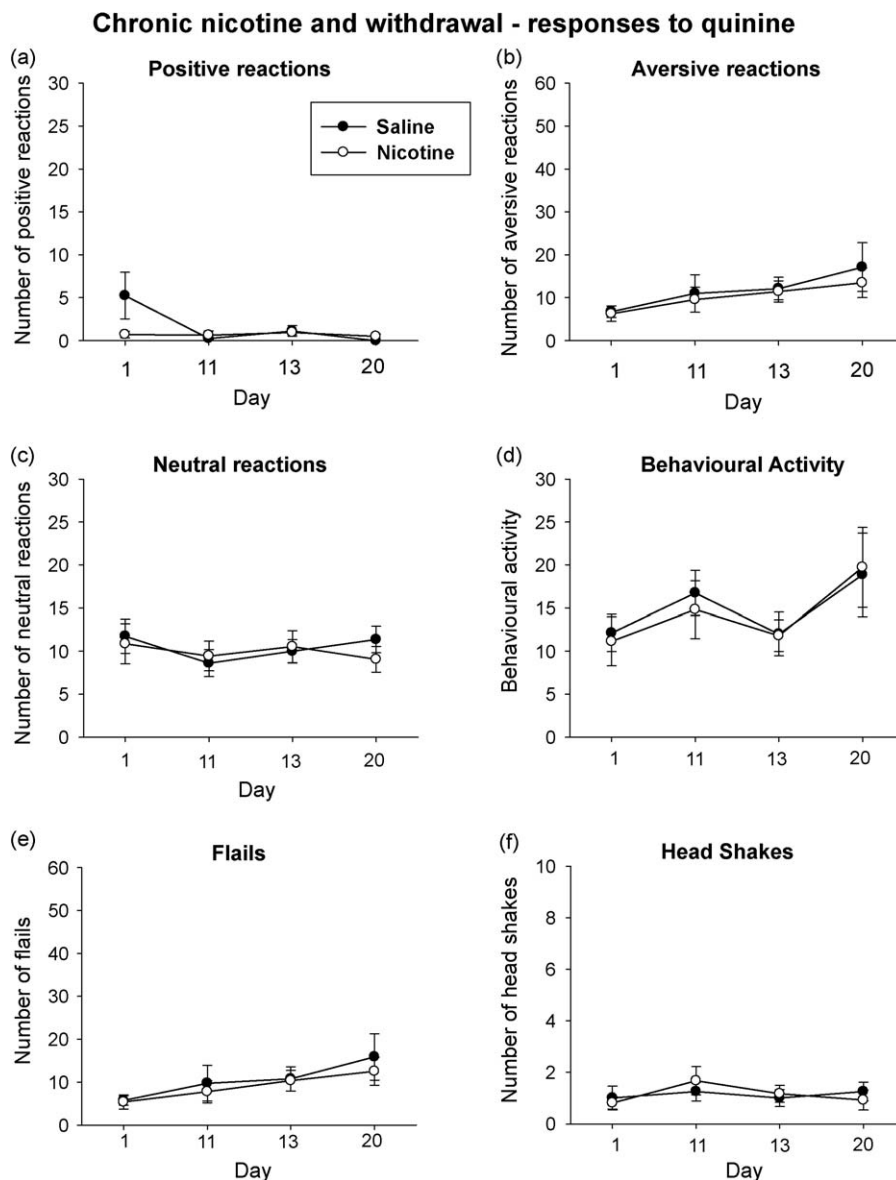 Chronic nicotine and withdrawal - responses to quinine
(a)
Positive reactions
Number of positive reactions
30
25
20
15
10
5
0
Saline
Nicotine
1 11 13 20
Day
(b)
Aversive reactions
Number of aversive reactions
60
50
40
30
20
10
0
1 11 13 20
Day
(c)
Neutral reactions
Number of neutral reactions
30
25
20
15
10
5
0
1 11 13 20
Day
(d)
Behavioural Activity
Behavioural activity
30
25
20
15
10
5
0
1 11 13 20
(e)
Flails
Number of flails
60
50
40
30
20
10
0
1 11 13 20
Day
(f)
Head Shakes
Number of head shakes
10
8
6
4
2
0
1 11 13 20
Day